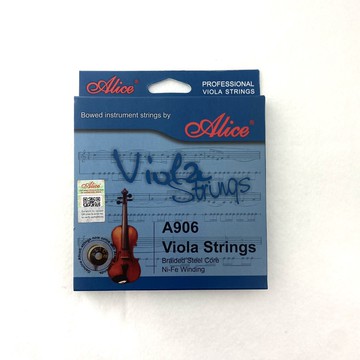 Alice®
PROFESSIONAL
VIOLA STRINGS
Bowed instrument strings by
Alice®
Viola
Strings
Alice
A906
Viola Strings
Braided Steel Core
Ni-Fe Winding